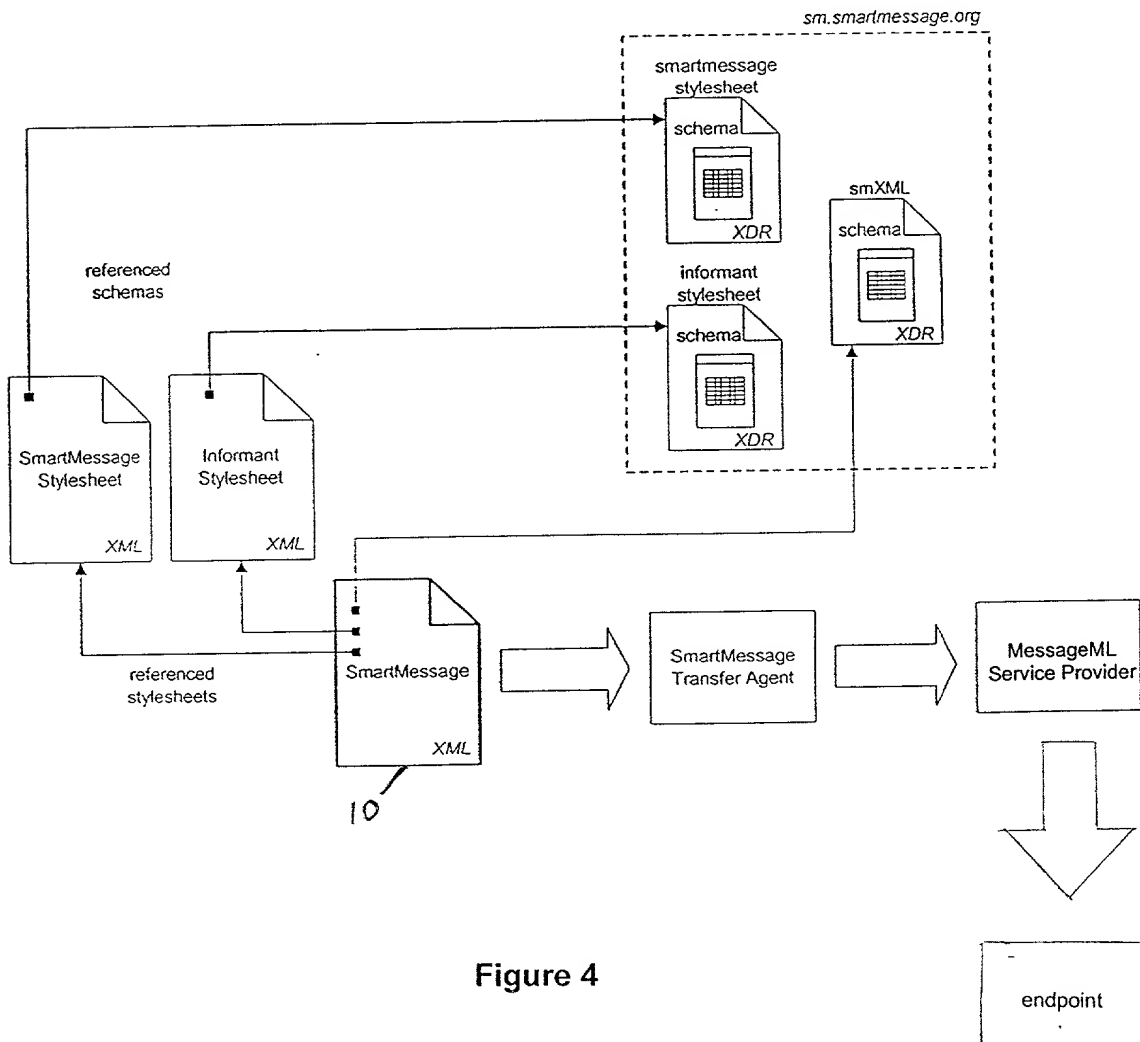 sm.smartmessage.org
smartmessage
stylesheet
schema
XDR
smXML
schema
XDR
informant
stylesheet
schema
XDR
referenced
schemas
SmartMessage
Stylesheet
XML
Informant
Stylesheet
XML
referenced
stylesheets
SmartMessage
XML
10
SmartMessage
Transfer Agent
MessageML
Service Provider
endpoint
Figure 4